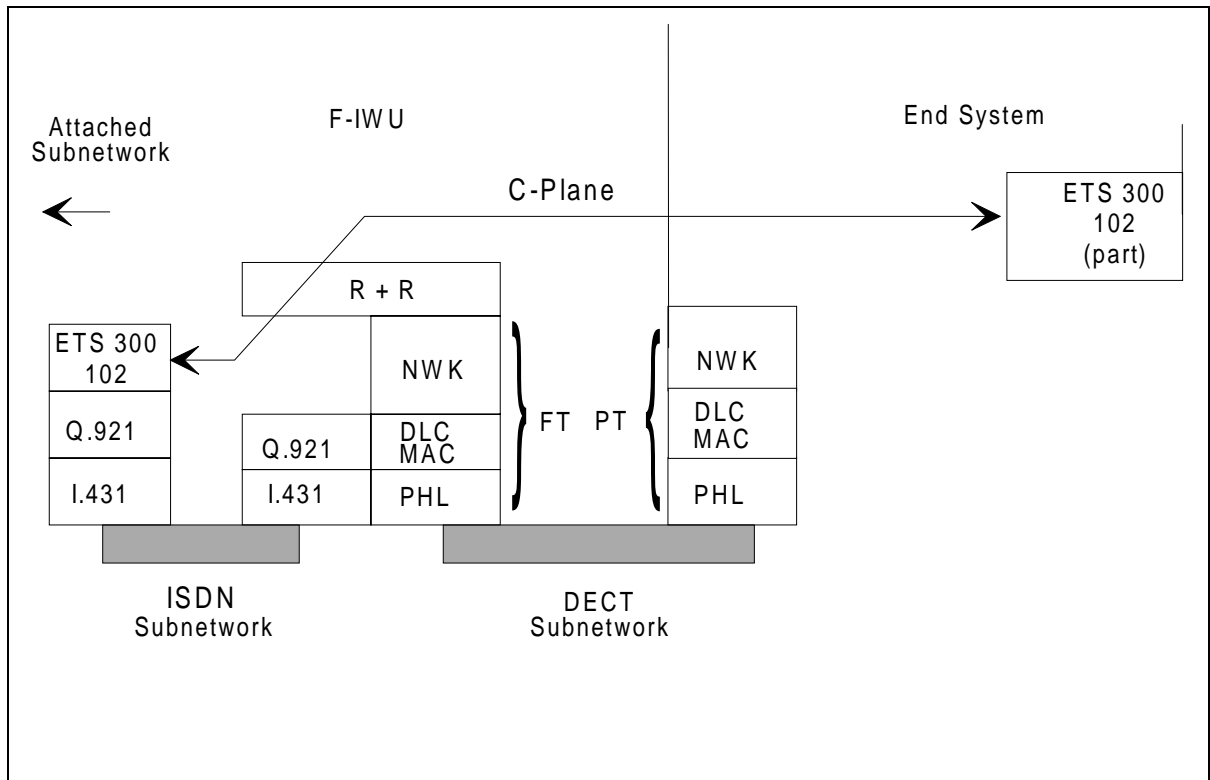 F-IWU
End System
Attached
Subnetwork
C-Plane
ETS 300
102
(part)
R + R
ETS 300
102
NWK
NWK
Q.921
Q.921
DLC
MAC
FT PT
DLC
MAC
I.431
I.431
PHL
PHL
ISDN
Subnetwork
DECT
Subnetwork